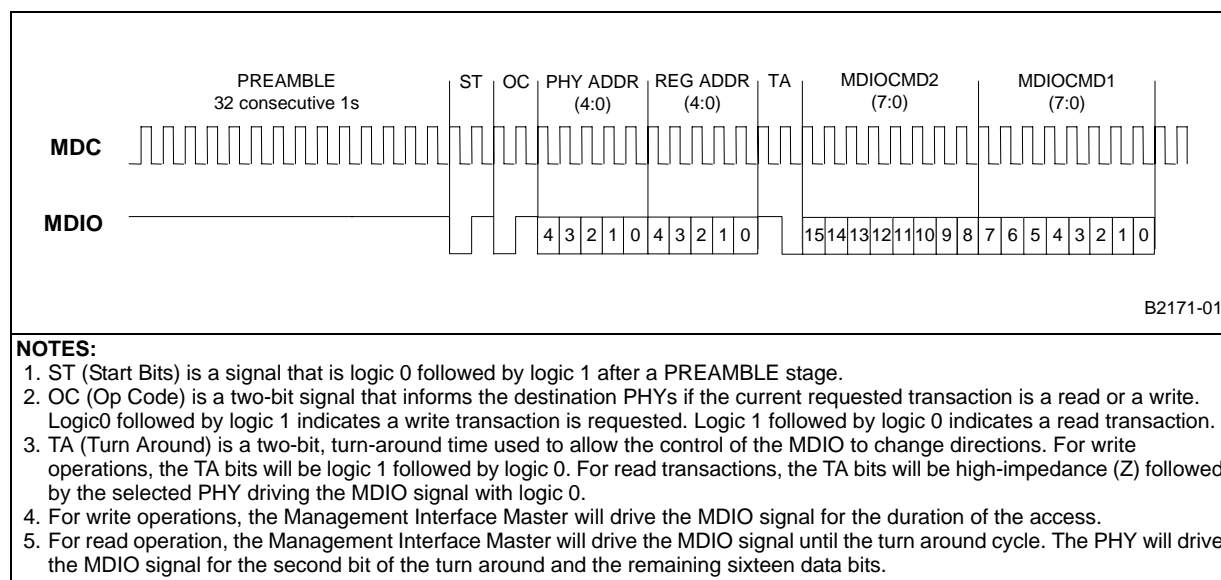 PREAMBLE
32 consecutive 1s
ST
OC
PHY ADDR
(4:0)
REG ADDR
(4:0)
TA
MDIOCMD2
(7:0)
MDIOCMD1
(7:0)
MDC
MDIO
4 3 2 1 0 4 3 2 1 0 15 14 13 12 11 10 9 8 7 6 5 4 3 2 1 0
B2171-01
NOTES:
1. ST (Start Bits) is a signal that is logic 0 followed by logic 1 after a PREAMBLE stage.
2. OC (Op Code) is a two-bit signal that informs the destination PHYs if the current requested transaction is a read or a write.
Logic0 followed by logic 1 indicates a write transaction is requested. Logic 1 followed by logic 0 indicates a read transaction.
3. TA (Turn Around) is a two-bit, turn-around time used to allow the control of the MDIO to change directions. For write
operations, the TA bits will be logic 1 followed by logic 0. For read transactions, the TA bits will be high-impedance (Z) followed
by the selected PHY driving the MDIO signal with logic 0.
4. For write operations, the Management Interface Master will drive the MDIO signal for the duration of the access.
5. For read operation, the Management Interface Master will drive the MDIO signal until the turn around cycle. The PHY will drive
the MDIO signal for the second bit of the turn around and the remaining sixteen data bits.